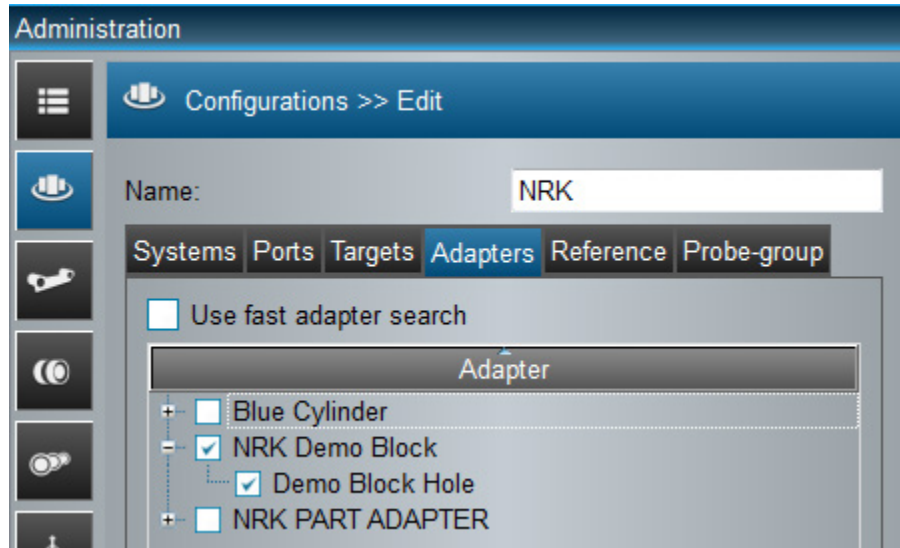 Administration
Configurations >> Edit
Name: NRK
Systems Ports Targets Adapters Reference Probe-group
Use fast adapter search
Adapter
Blue Cylinder
NRK Demo Block
Demo Block Hole
NRK PART ADAPTER